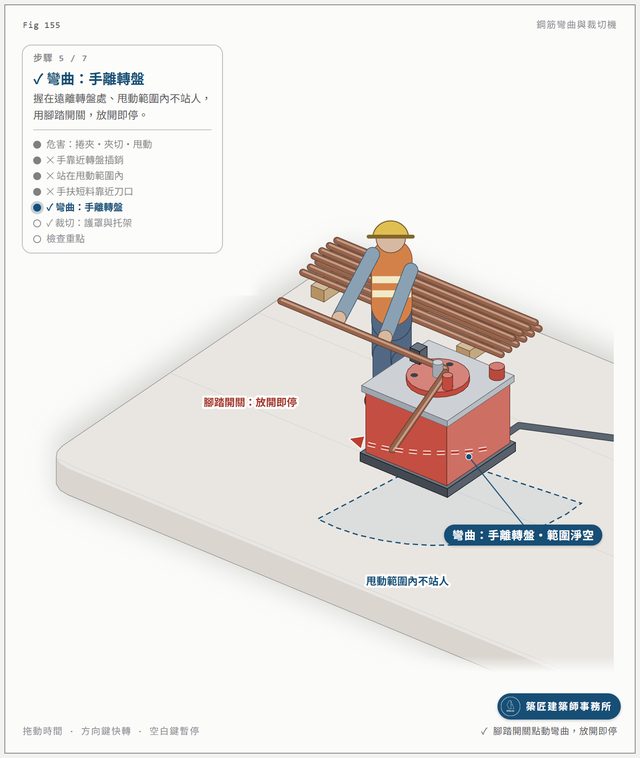 Fig 155
鋼筋彎曲與裁切機
步驟 5 / 7
✓ 彎曲：手離轉盤
握在遠離轉盤處、甩動範圍內不站人，
用腳踏開關，放開即停。
危害：捲夾・夾切・甩動
✕ 手靠近轉盤插銷
✕ 站在甩動範圍內
✕ 手扶短料靠近刀口
✓ 彎曲：手離轉盤
✓ 裁切：護罩與托架
檢查重點
腳踏開關：放開即停
彎曲：手離轉盤・範圍淨空
甩動範圍內不站人
築匠建築師事務所
拖動時間 · 方向鍵快轉 · 空白鍵暫停
✓ 腳踏開關點動彎曲，放開即停